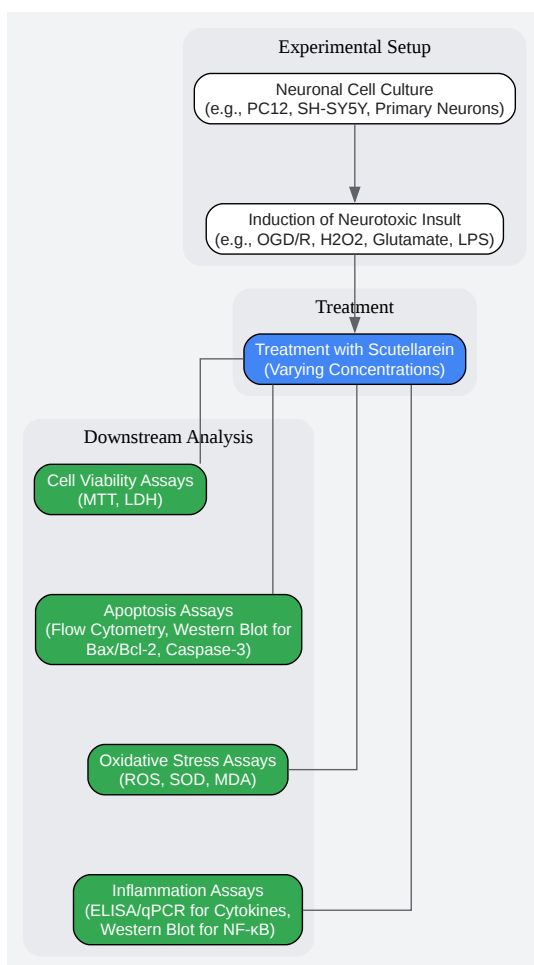 Experimental Setup
Neuronal Cell Culture
(e.g., PC12, SH-SY5Y, Primary Neurons)
Induction of Neurotoxic Insult
(e.g., OGD/R, H2O2, Glutamate, LPS)
Treatment
Treatment with Scutellarein
(Varying Concentrations)
Downstream Analysis
Cell Viability Assays
(MTT, LDH)
Apoptosis Assays
(Flow Cytometry, Western Blot for
Bax/Bcl-2, Caspase-3)
Oxidative Stress Assays
(ROS, SOD, MDA)
Inflammation Assays
(ELISA/qPCR for Cytokines,
Western Blot for NF-κB)